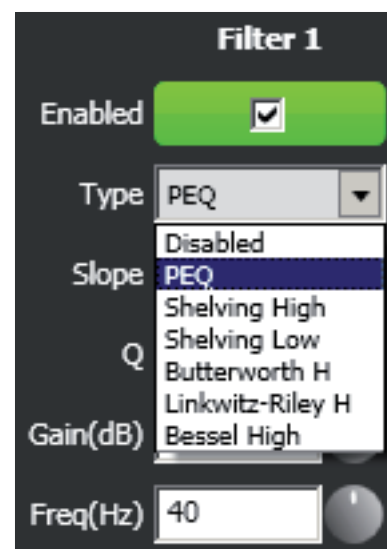 Filter 1
Enabled
Type PEQ
Disabled
Slope PEQ
Shelving High
Shelving Low
Q
Butterworth H
Linkwitz-Riley H
Gain(dB) Bessel High
Freq(Hz) 40